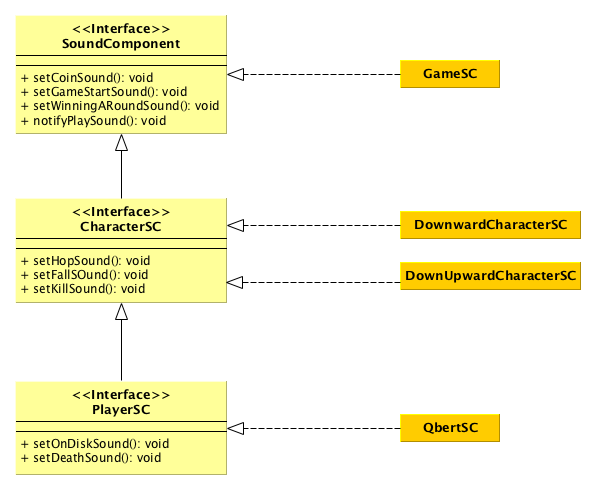 <<Interface>>
SoundComponent
+ setCoinSound(): void
+ setGameStartSound(): void
+ setWinningARoundSound(): void
+ notifyPlaySound(): void
GameSC
<<Interface>>
CharacterSC
+ setHopSound(): void
+ setFallSOund(): void
+ setKillSound(): void
DownwardCharacterSC
DownUpwardCharacterSC
<<Interface>>
PlayerSC
+ setOnDiskSound(): void
+ setDeathSound(): void
QbertSC